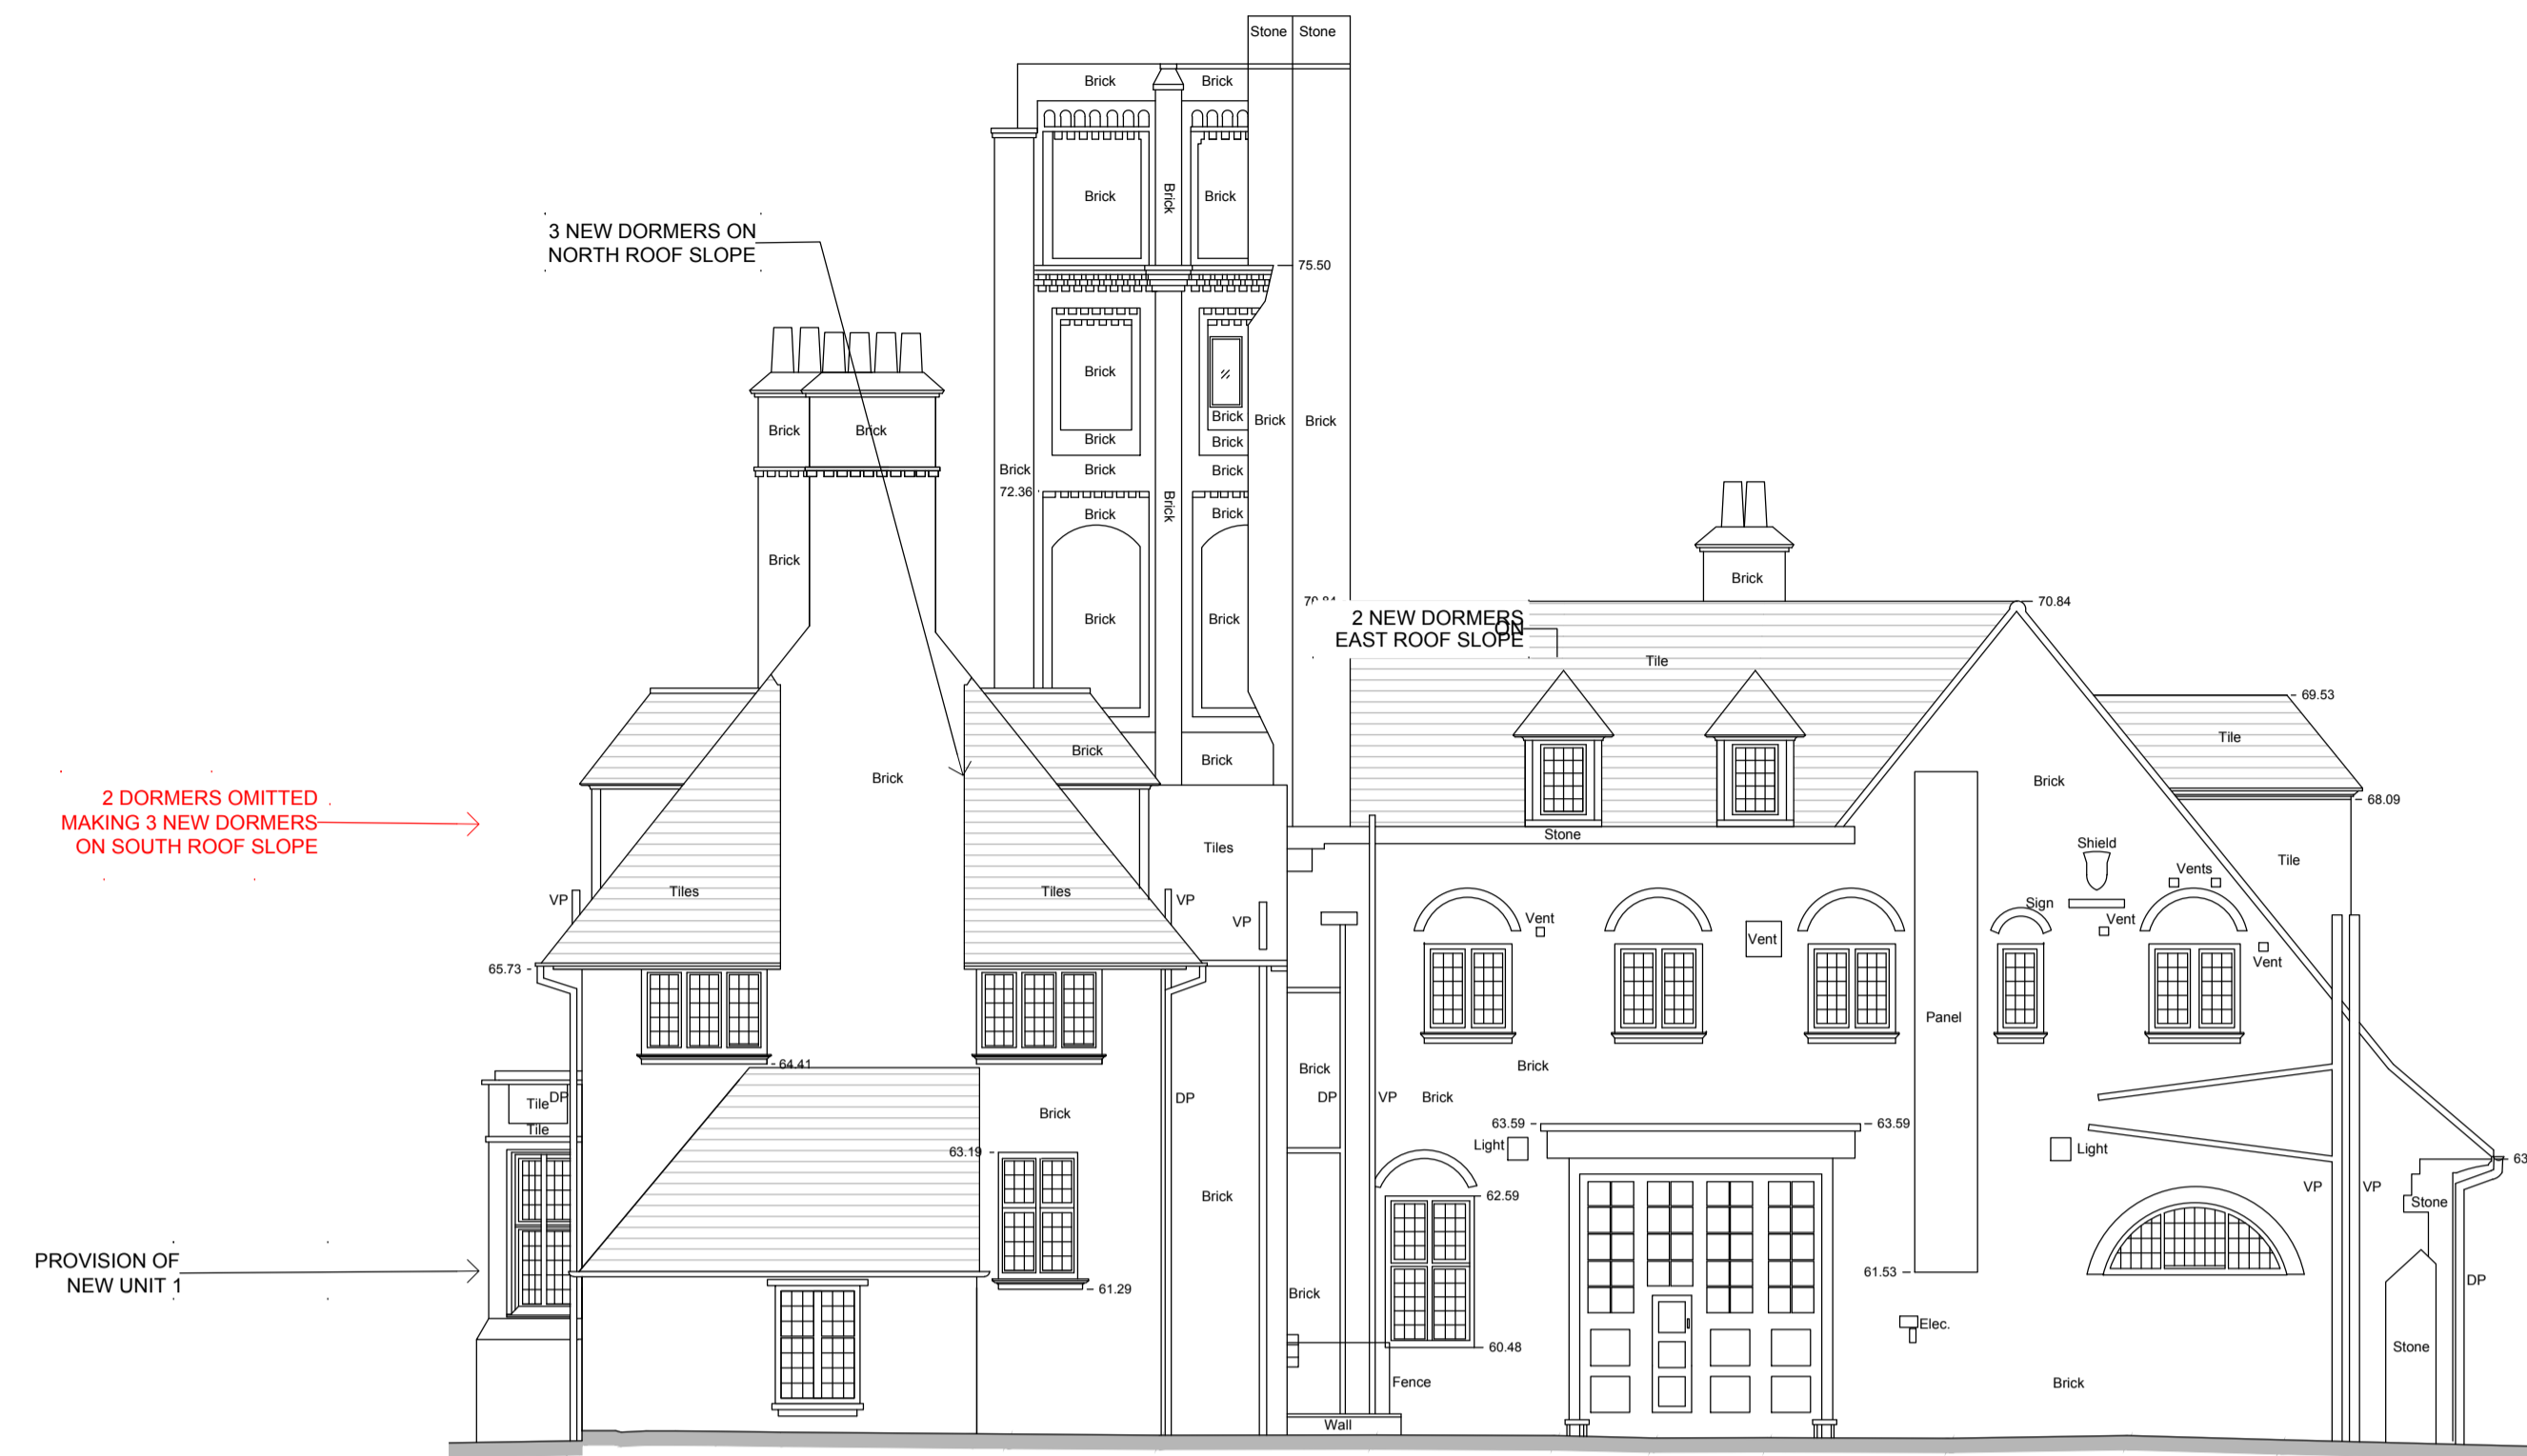 Stone Stone
Brick Brick
3 NEW DORMERS ON
NORTH ROOF SLOPE
Brick Brick Brick
75.50
Brick
Brick Brick Brick
Brick Brick
Brick Brick
Brick Brick
Brick Brick Brick
72.36
Brick
Brick Brick
Brick
Brick
70.84
2 NEW DORMERS
ON
EAST ROOF SLOPE
Brick Brick
Tile
69.53
Tile
Brick Brick
Brick
Brick
68.09
2 DORMERS OMITTED
MAKING 3 NEW DORMERS
ON SOUTH ROOF SLOPE
Stone
Tiles
Shield
Tile
Vents
Tiles Tiles
VP VP
VP
Sign
Vent
Vent
Vent
Vent
65.73
Panel
64.41
Brick
Brick
Tile
DP
DP
DP
VP
Brick
Brick
Tile
63.59 63.59
Light
Light
63.19
63
VP VP
Brick
62.59
Stone
PROVISION OF
NEW UNIT 1
61.53
61.29
Brick
DP
Elec.
60.48
Stone
Fence
Brick
Wall